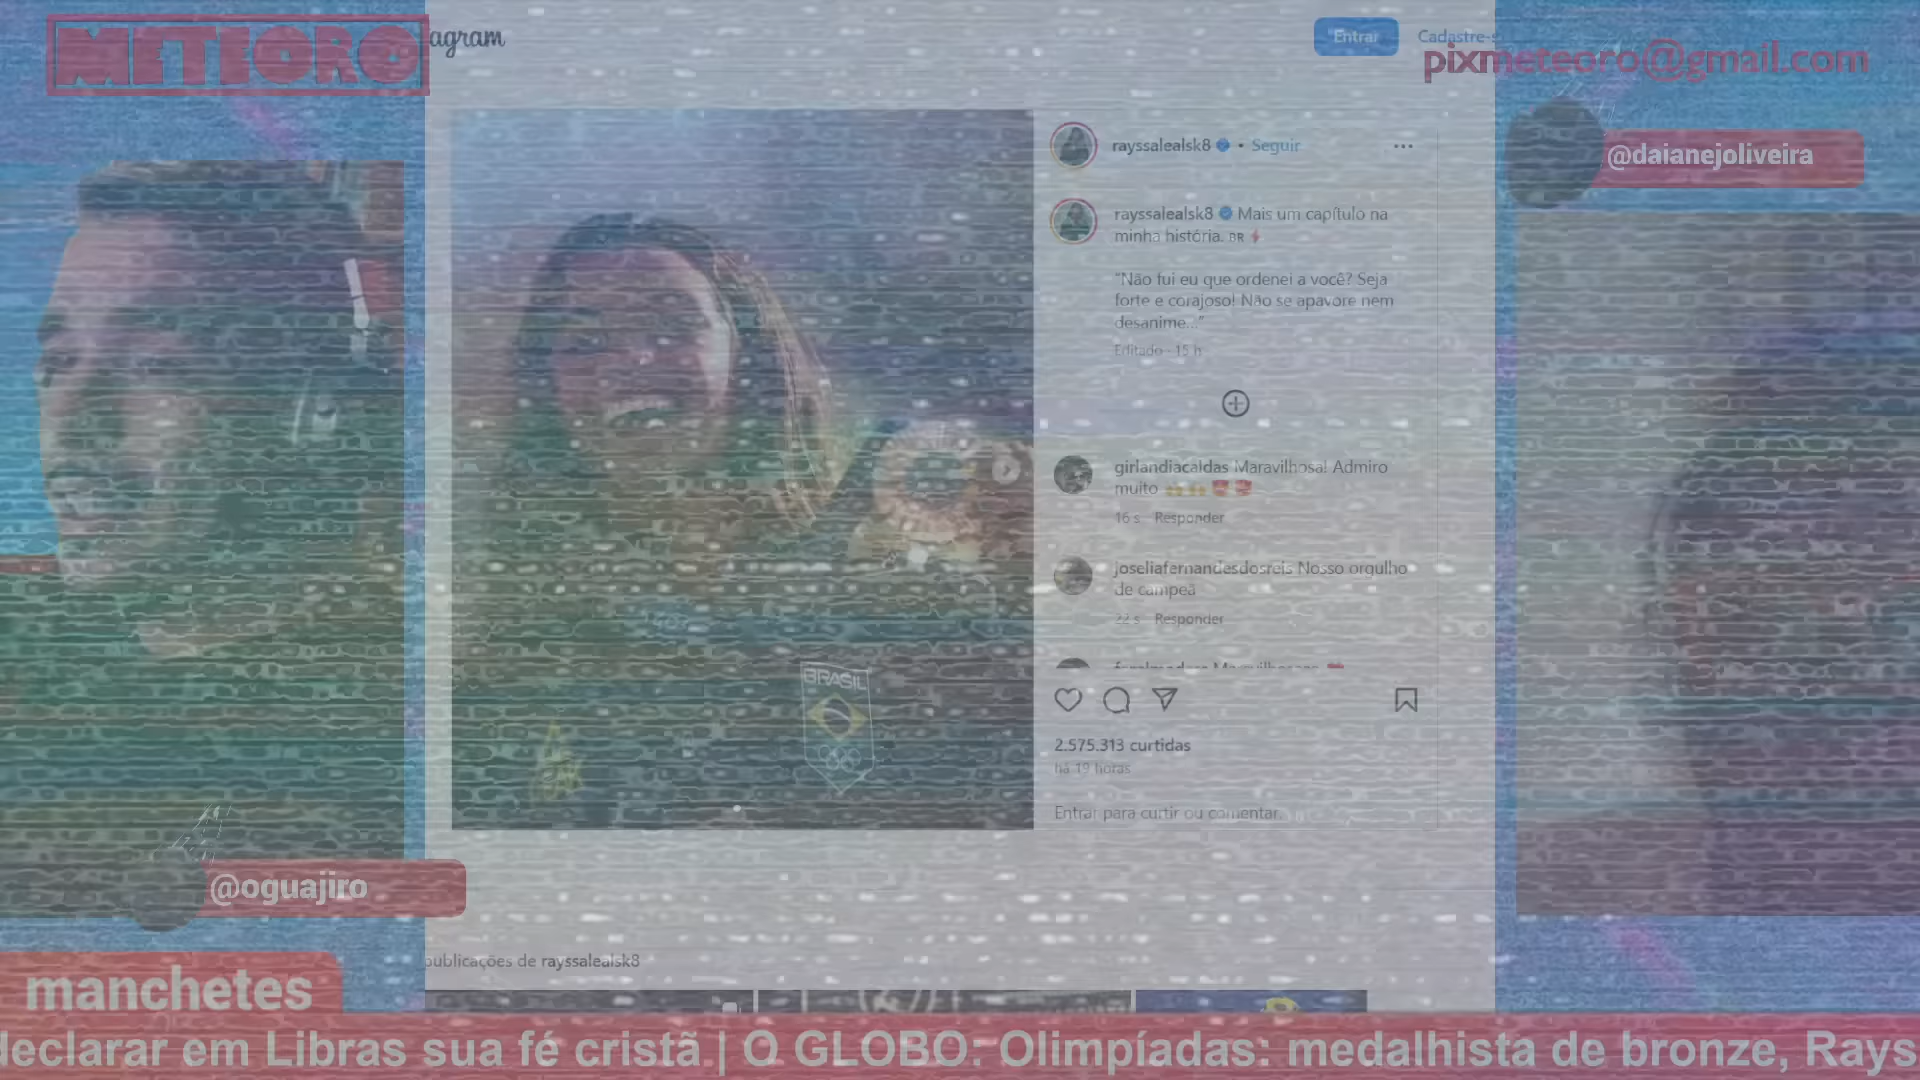 METEORO
agram
Entrar
Cadastre-s
pixmeteoro@gmail.com
rayssalealsk8 • Seguir
@daianejoliveira
rayssalealsk8 Mais um capítulo na
minha história. BR
“Não fui eu que ordenei a você? Seja
forte e corajoso! Não se apavore nem
desanime...”
Editado · 15 h
girlandiacaldas Maravilhosa! Admiro
muito
16 s Responder
joseliafernandesdosreis Nosso orgulho
de campeã
22 s Responder
BRASIL
2.575.313 curtidas
há 19 horas
Entrar para curtir ou comentar.
@oguajiro
publicações de rayssalealsk8
manchetes
declarar em Libras sua fé cristã | O GLOBO: Olimpíadas: medalhista de bronze, Rays